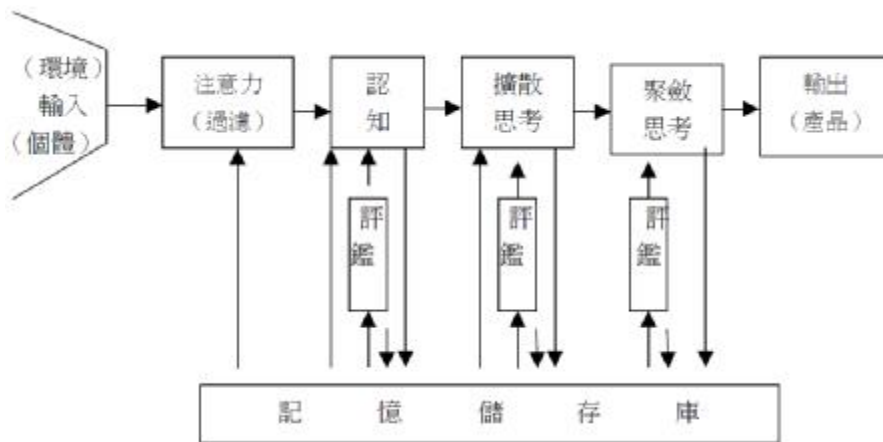 （環境）
輸入
（個體）
注意力
（過濾）
認
知
擴散
思考
聚斂
思考
輸出
（產品）
評
鑑
評
鑑
評
鑑
記 憶 儲 存 庫